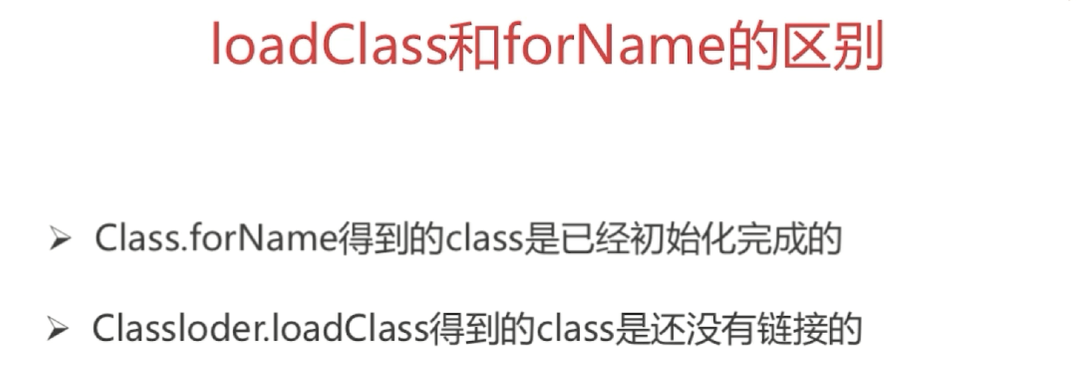 loadClass和forName的区别
➢ Class.forName得到的class是已经初始化完成的
➢ Classloder.loadClass得到的class是还没有链接的